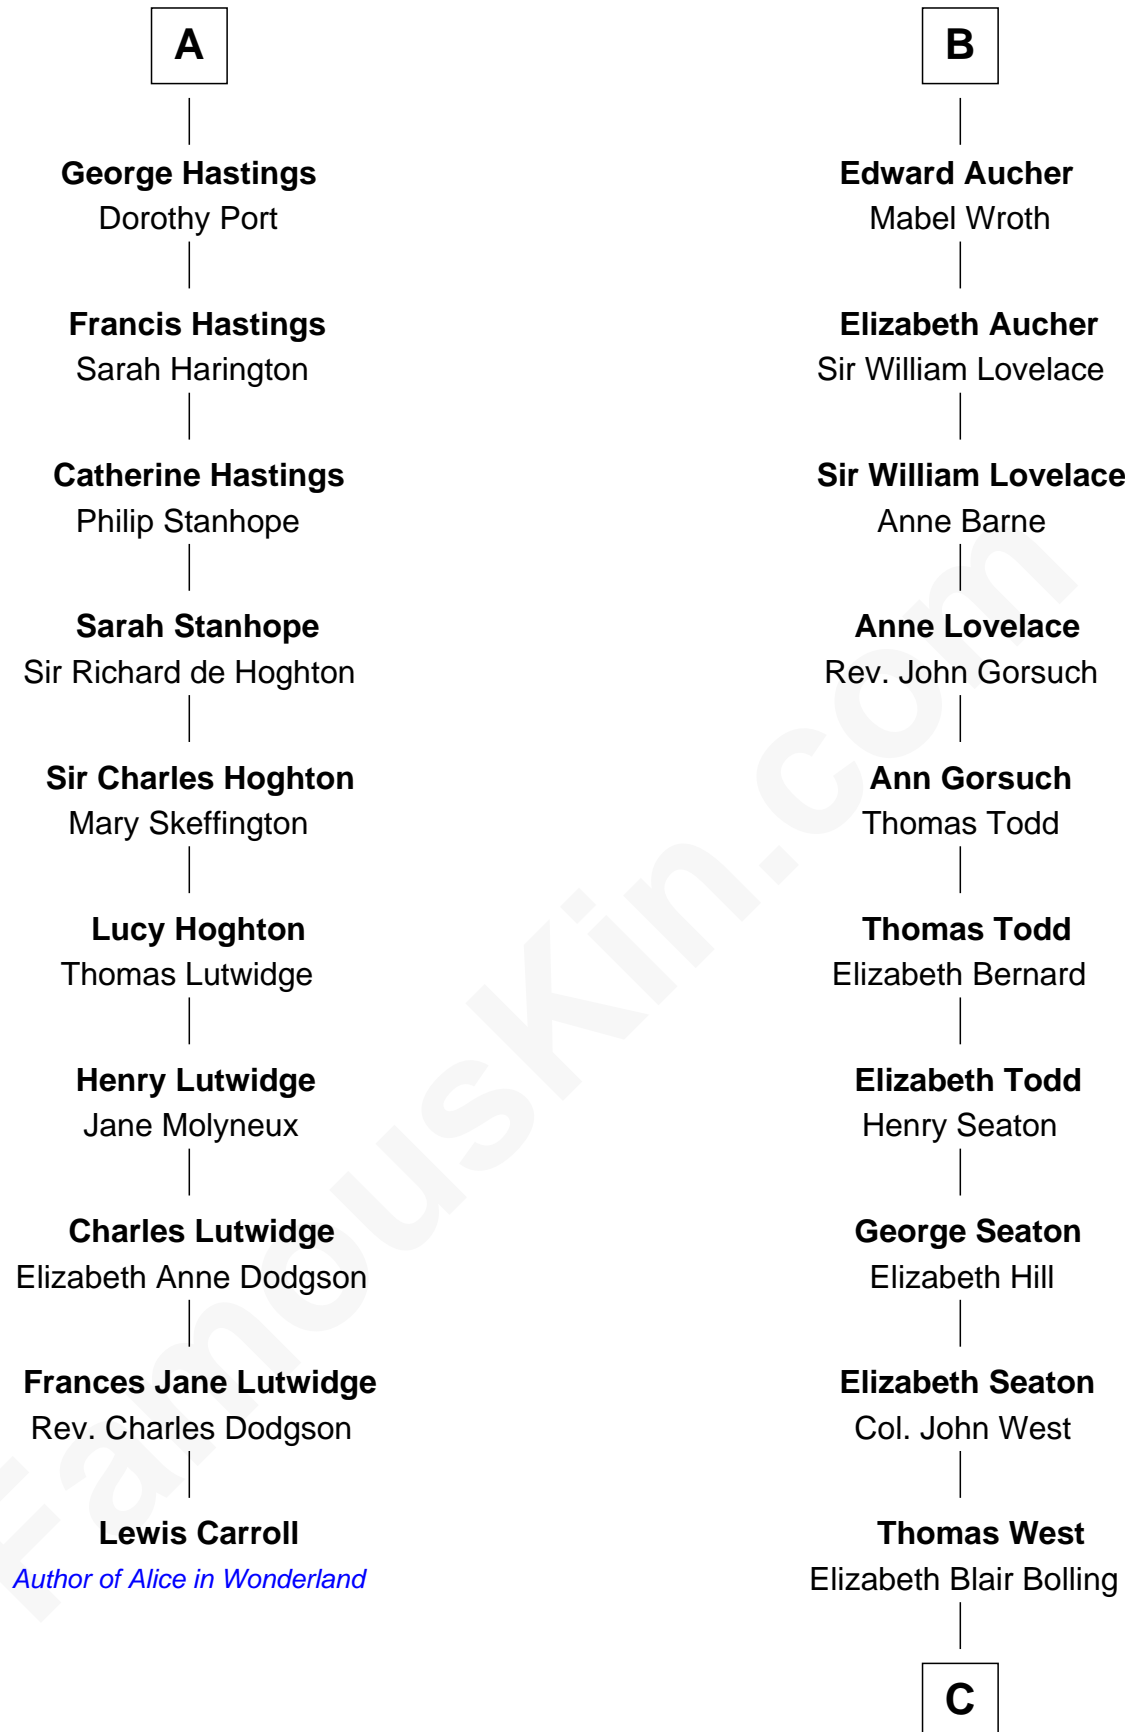 A
George Hastings
Dorothy Port
Francis Hastings
Sarah Harington
Catherine Hastings
Philip Stanhope
Sarah Stanhope
Sir Richard de Hoghton
Sir Charles Hoghton
Mary Skeffington
Lucy Hoghton
Thomas Lutwidge
Henry Lutwidge
Jane Molyneux
Charles Lutwidge
Elizabeth Anne Dodgson
Frances Jane Lutwidge
Rev. Charles Dodgson
Lewis Carroll
Author of Alice in Wonderland
B
Edward Aucher
Mabel Wroth
Elizabeth Aucher
Sir William Lovelace
Sir William Lovelace
Anne Barne
Anne Lovelace
Rev. John Gorsuch
Ann Gorsuch
Thomas Todd
Thomas Todd
Elizabeth Bernard
Elizabeth Todd
Henry Seaton
George Seaton
Elizabeth Hill
Elizabeth Seaton
Col. John West
Thomas West
Elizabeth Blair Bolling
C
FamousKin.com